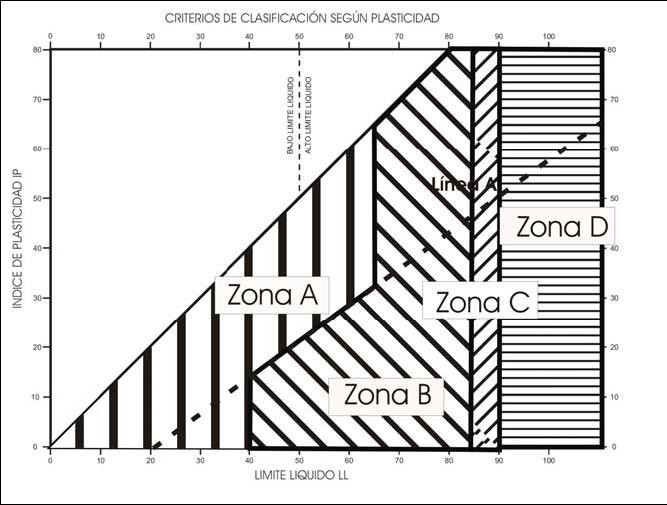 CRITERIOS DE CLASIFICACIÓN SEGÚN PLASTICIDAD
0 10 20 30 40 50 60 70 80 90 100
80 80
70 70
60 60
50 50
40 40
30 30
20 20
10 10
0 0
BAJO LIMITE LIQUIDO
ALTO LIMITE LIQUIDO
INDICE DE PLASTICIDAD IP
Línea A
Zona D
Zona A
Zona C
Zona B
0 10 20 30 40 50 60 70 80 90 100
LIMITE LIQUIDO LL